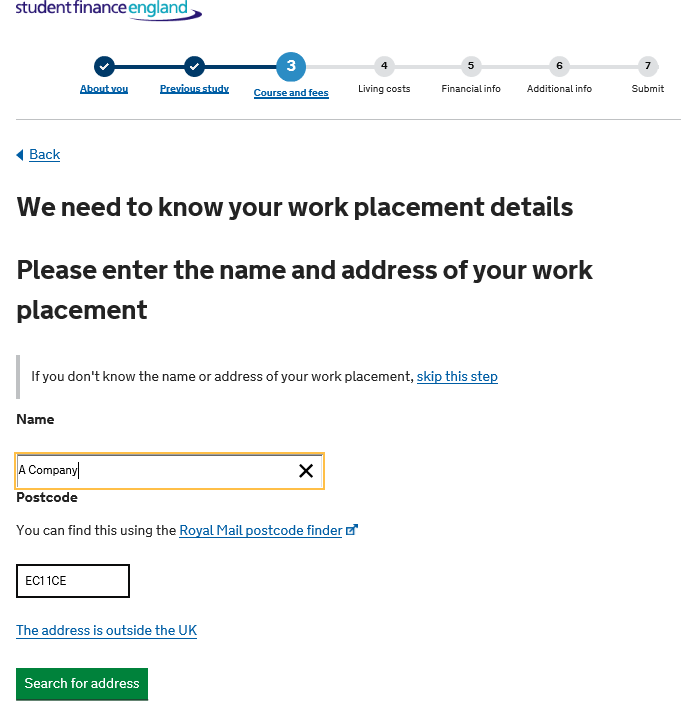 studentfinanceengland
3
4
5
6
7
About you
Previous study
Course and fees
Living costs
Financial info
Additional info
Submit
Back
We need to know your work placement details
Please enter the name and address of your work
placement
If you don't know the name or address of your work placement, skip this step
Name
A Company
Postcode
You can find this using the Royal Mail postcode finder
EC1 1CE
The address is outside the UK
Search for address